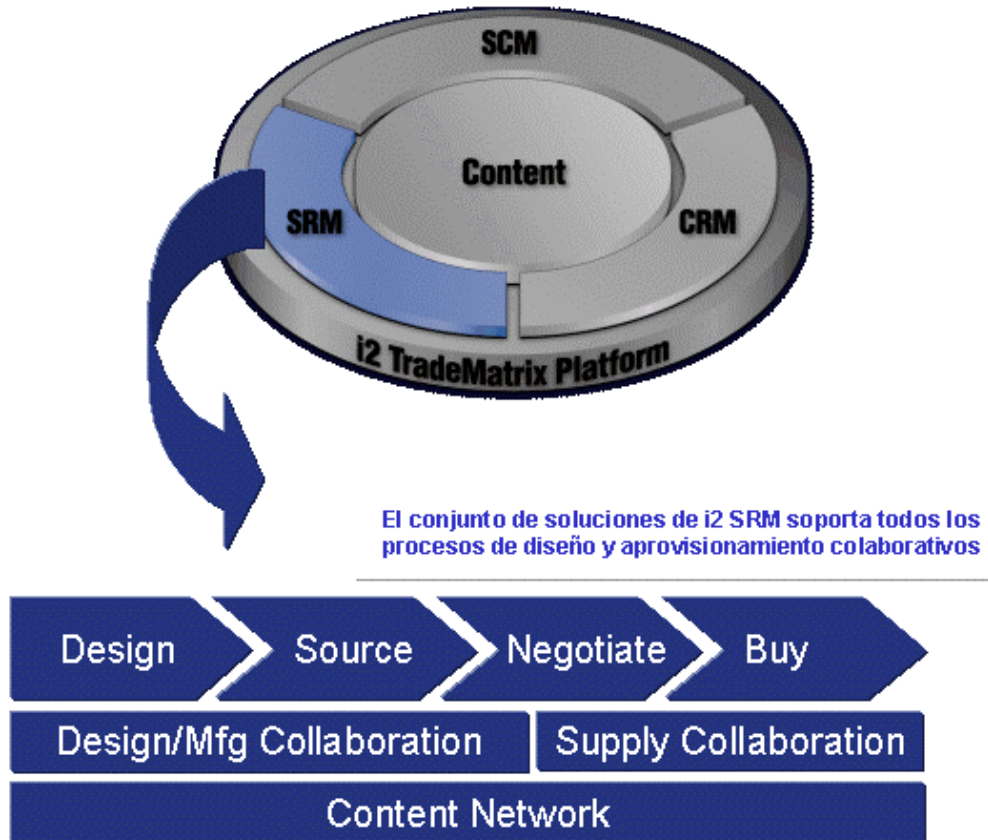 SCM
Content
SRM
CRM
i2 TradeMatrix Platform
El conjunto de soluciones de i2 SRM soporta todos los
procesos de diseño y aprovisionamiento colaborativos
Design
Source
Negotiate
Buy
Design/Mfg Collaboration
Supply Collaboration
Content Network